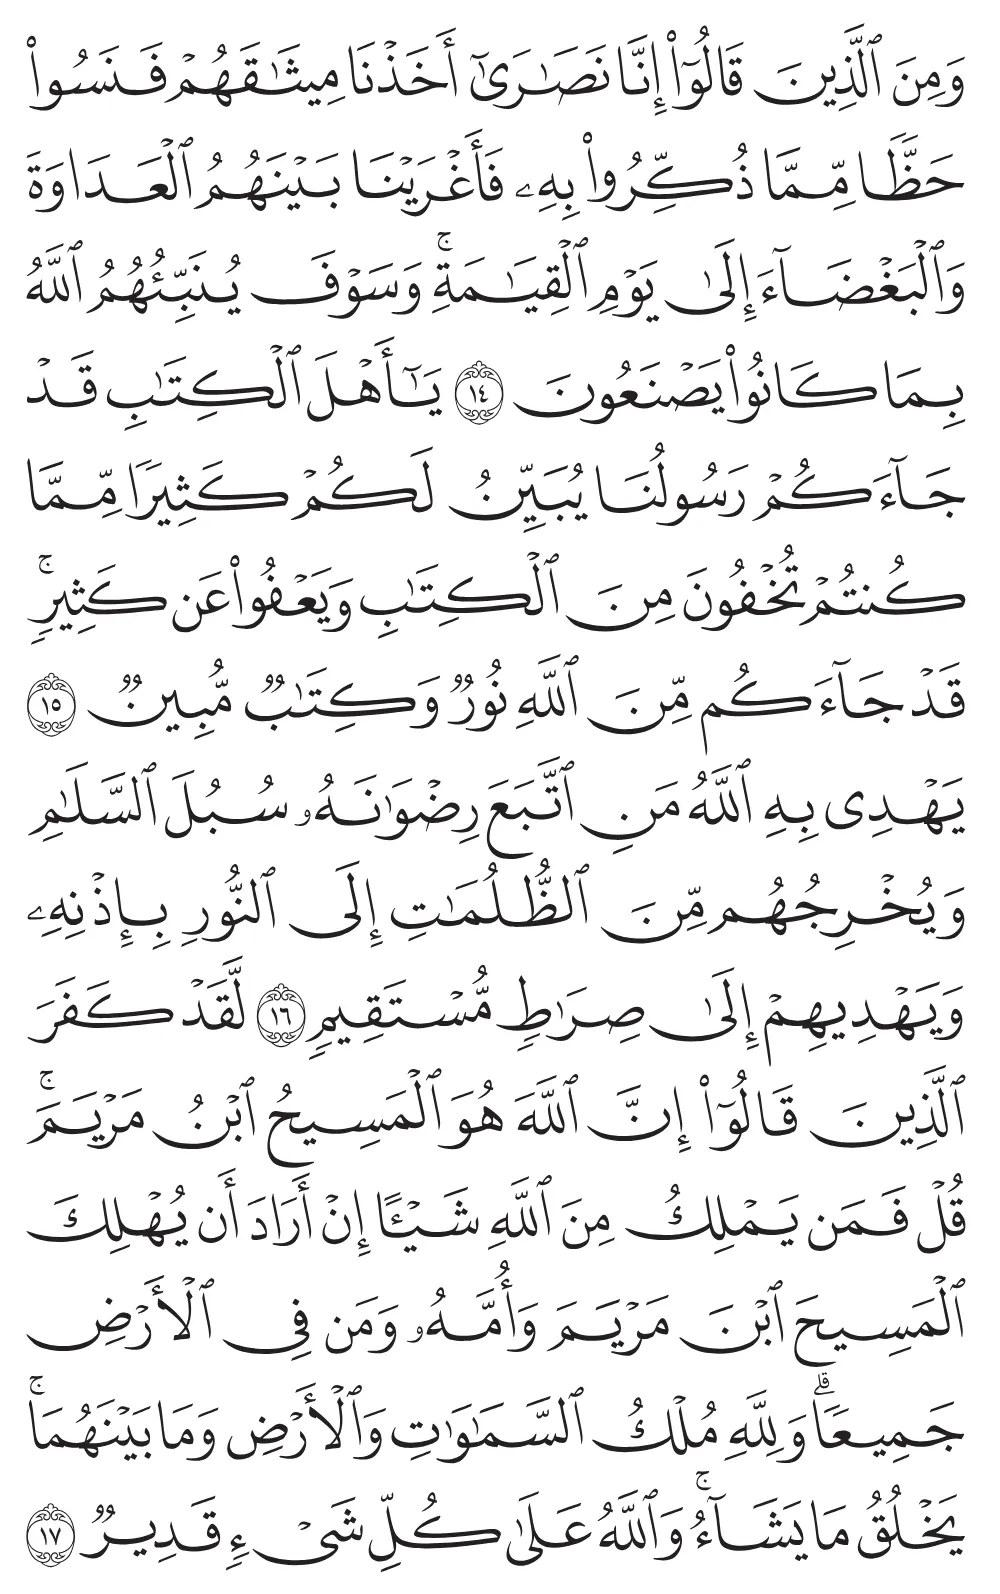 وَمِنَ ٱلَّذِينَ قَالُوٓا۟ إِنَّا نَصَـٰرَىٰٓ أَخَذْنَا مِيثَـٰقَهُمْ فَنَسُوا۟
حَظًّا مِّمَّا ذُكِّرُوا۟ بِهِۦ فَأَغْرَيْنَا بَيْنَهُمُ ٱلْعَدَاوَةَ
وَٱلْبَغْضَآءَ إِلَىٰ يَوْمِ ٱلْقِيَـٰمَةِ ۚ وَسَوْفَ يُنَبِّئُهُمُ ٱللَّهُ
بِمَا كَانُوا۟ يَصْنَعُونَ ١٤ يَـٰٓأَهْلَ ٱلْكِتَـٰبِ قَدْ
جَآءَكُمْ رَسُولُنَا يُبَيِّنُ لَكُمْ كَثِيرًا مِّمَّا
كُنتُمْ تُخْفُونَ مِنَ ٱلْكِتَـٰبِ وَيَعْفُوا۟ عَن كَثِيرٍ ۚ
قَدْ جَآءَكُم مِّنَ ٱللَّهِ نُورٌ وَكِتَـٰبٌ مُّبِينٌ ١٥
يَهْدِى بِهِ ٱللَّهُ مَنِ ٱتَّبَعَ رِضْوَٰنَهُۥ سُبُلَ ٱلسَّلَـٰمِ
وَيُخْرِجُهُم مِّنَ ٱلظُّلُمَـٰتِ إِلَى ٱلنُّورِ بِإِذْنِهِۦ
وَيَهْدِيهِمْ إِلَىٰ صِرَٰطٍ مُّسْتَقِيمٍ ١٦ لَّقَدْ كَفَرَ
ٱلَّذِينَ قَالُوٓا۟ إِنَّ ٱللَّهَ هُوَ ٱلْمَسِيحُ ٱبْنُ مَرْيَمَ ۚ
قُلْ فَمَن يَمْلِكُ مِنَ ٱللَّهِ شَيْـًٔا إِنْ أَرَادَ أَن يُهْلِكَ
ٱلْمَسِيحَ ٱبْنَ مَرْيَمَ وَأُمَّهُۥ وَمَن فِى ٱلْأَرْضِ
جَمِيعًا ۗ وَلِلَّهِ مُلْكُ ٱلسَّمَـٰوَٰتِ وَٱلْأَرْضِ وَمَا بَيْنَهُمَا ۚ
يَخْلُقُ مَا يَشَآءُ ۚ وَٱللَّهُ عَلَىٰ كُلِّ شَىْءٍ قَدِيرٌ ١٧